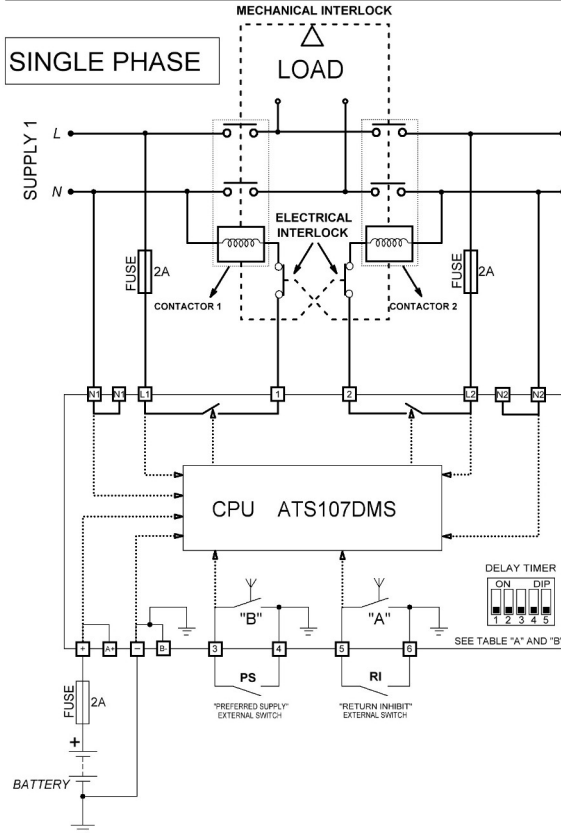 MECHANICAL INTERLOCK
SINGLE PHASE
LOAD
SUPPLY 1
L
N
ELECTRICAL
INTERLOCK
FUSE
2A
FUSE
2A
CONTACTOR 1
CONTACTOR 2
N1
N1
L1
1
2
L2
N2
N2
CPU ATS107DMS
DELAY TIMER
ON DIP
1 2 3 4 5
"B"
"A"
SEE TABLE "A" AND "B"
+
A+
–
B-
3
4
5
6
PS
RI
"PREFERRED SUPPLY"
EXTERNAL SWITCH
"RETURN INHIBIT"
EXTERNAL SWITCH
FUSE
2A
+
BATTERY